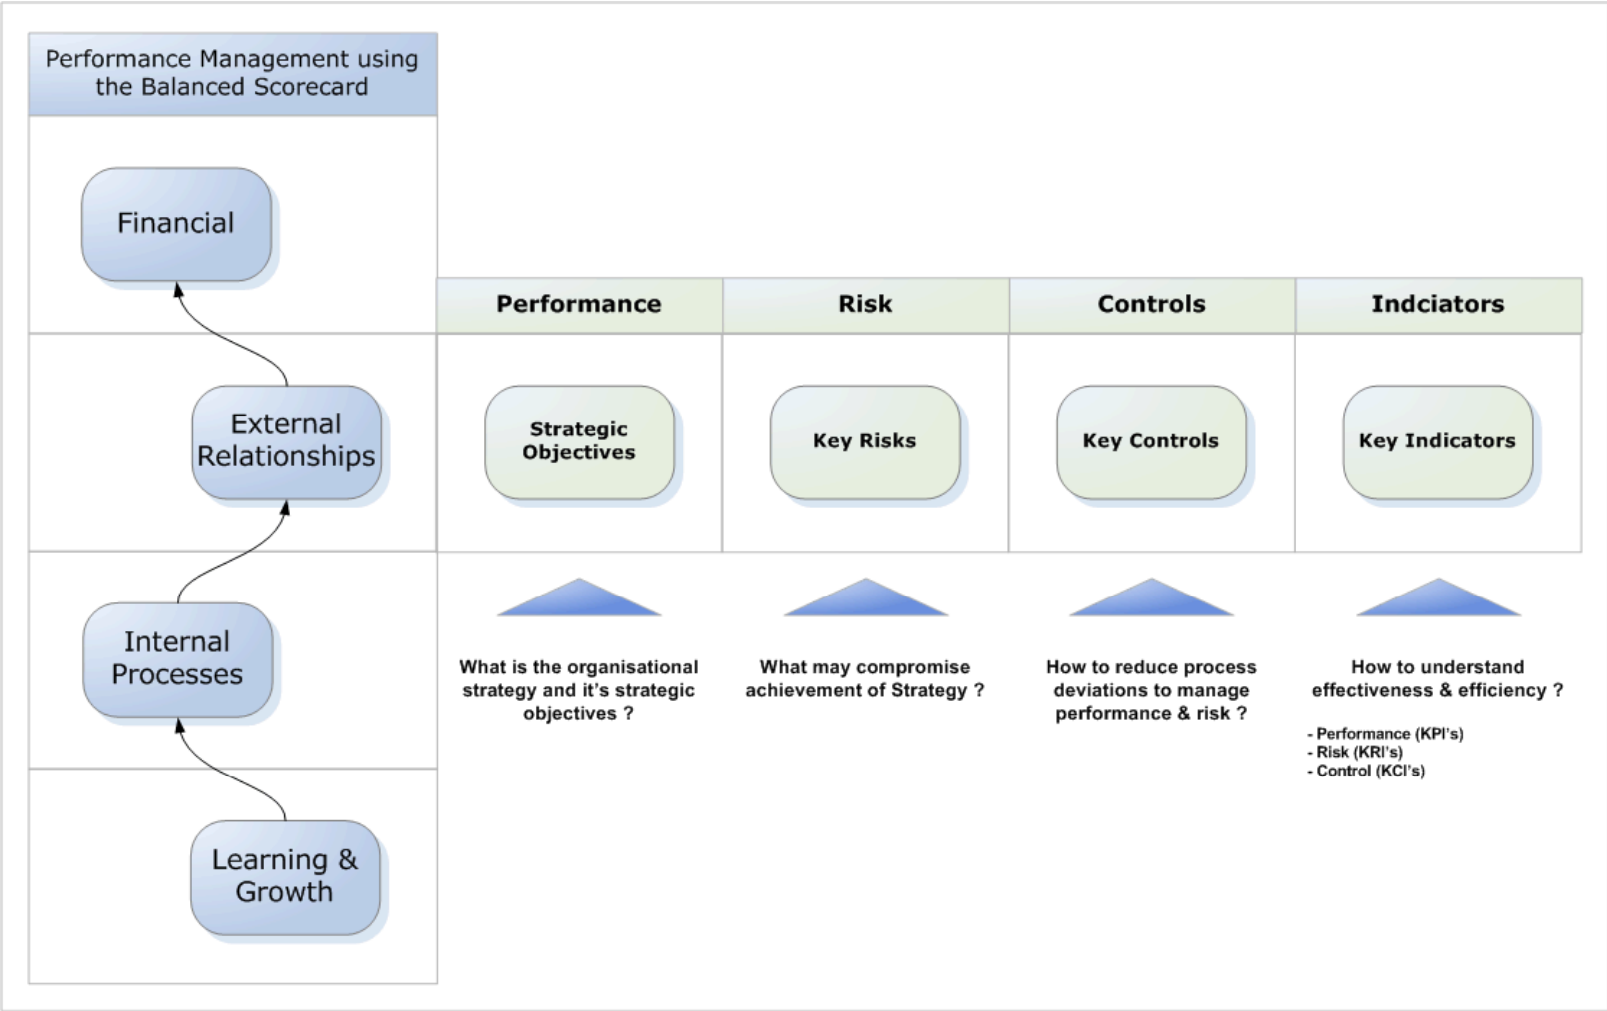 Performance Management using
the Balanced Scorecard
Financial
Performance
Risk
Controls
Indciators
External
Relationships
Strategic
Objectives
Key Risks
Key Controls
Key Indicators
Internal
Processes
What is the organisational
strategy and it's strategic
objectives ?
What may compromise
achievement of Strategy ?
How to reduce process
deviations to manage
performance & risk ?
How to understand
effectiveness & efficiency ?
- Performance (KPI's)
- Risk (KRI's)
- Control (KCI's)
Learning &
Growth